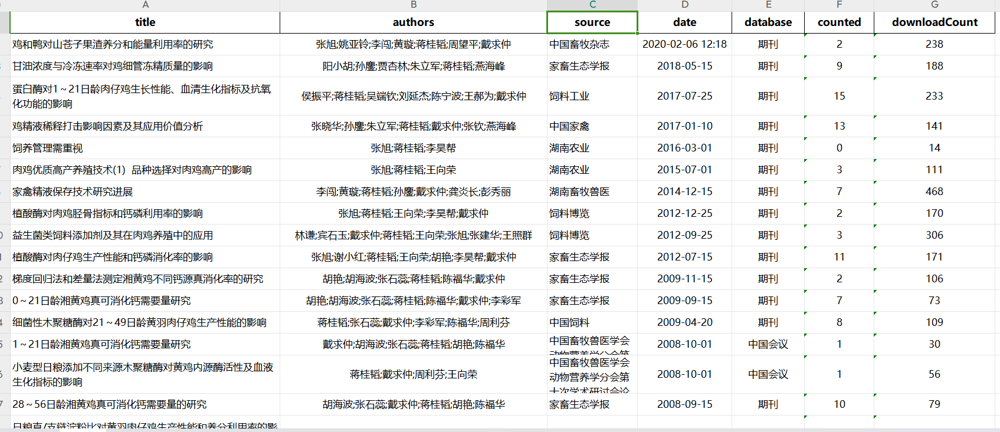 A B C D E F G
title authors source date database counted downloadCount
鸡和鸭对山苍子果渣养分和能量利用率的研究 张旭;姚亚铃;李闯;黄璇;蒋桂韬;周望平;戴求仲 中国畜牧杂志 2020-02-06 12:18 期刊 2 238
甘油浓度与冷冻速率对鸡细管冻精质量的影响 阳小胡;孙鏖;贾杏林;朱立军;蒋桂韬;燕海峰 家畜生态学报 2018-05-15 期刊 9 188
蛋白酶对1～21日龄肉仔鸡生长性能、血清生化指标及抗氧
化功能的影响 侯振平;蒋桂韬;吴端钦;刘延杰;陈宁波;王郝为;戴求仲 饲料工业 2017-07-25 期刊 15 233
鸡精液稀释打击影响因素及其应用价值分析 张晓华;孙鏖;朱立军;蒋桂韬;戴求仲;张钦;燕海峰 中国家禽 2017-01-10 期刊 13 141
饲养管理需重视 张旭;蒋桂韬;李昊帮 湖南农业 2016-03-01 期刊 0 14
肉鸡优质高产养殖技术(1) 品种选择对肉鸡高产的影响 张旭;蒋桂韬;王向荣 湖南农业 2015-07-01 期刊 3 111
家禽精液保存技术研究进展 李闯;黄璇;蒋桂韬;孙鏖;戴求仲;龚炎长;彭秀丽 湖南畜牧兽医 2014-12-15 期刊 7 468
植酸酶对肉鸡胫骨指标和钙磷利用率的影响 张旭;蒋桂韬;王向荣;李昊帮;戴求仲 饲料博览 2012-12-25 期刊 2 170
益生菌类饲料添加剂及其在肉鸡养殖中的应用 林谦;宾石玉;戴求仲;蒋桂韬;王向荣;张旭;张建华;王照群 饲料博览 2012-09-25 期刊 3 306
植酸酶对肉仔鸡生产性能和钙磷消化率的影响 张旭;谢小红;蒋桂韬;王向荣;胡艳;李昊帮;戴求仲 家畜生态学报 2012-07-15 期刊 11 171
梯度回归法和差量法测定湘黄鸡不同钙源真消化率的研究 胡艳;胡海波;张石蕊;蒋桂韬;陈福华;戴求仲 家畜生态学报 2009-11-15 期刊 2 106
0～21日龄湘黄鸡真可消化钙需要量研究 胡艳;胡海波;张石蕊;蒋桂韬;陈福华;戴求仲;李彩军 家畜生态学报 2009-09-15 期刊 7 73
细菌性木聚糖酶对21～49日龄黄羽肉仔鸡生产性能的影响 蒋桂韬;张石蕊;戴求仲;李彩军;陈福华;周利芬 中国饲料 2009-04-20 期刊 8 109
1～21日龄湘黄鸡真可消化钙需要量研究 戴求仲;胡海波;张石蕊;蒋桂韬;胡艳;陈福华 中国畜牧兽医学会 2008-10-01 中国会议 1 30
动物营养学分会第
小麦型日粮添加不同来源木聚糖酶对黄鸡内源酶活性及血液 中国畜牧兽医学会
生化指标的影响 蒋桂韬;戴求仲;周利芬;王向荣 动物营养学分会第 2008-10-01 中国会议 1 56
十次学术研讨会论
28～56日龄湘黄鸡真可消化钙需要量的研究 胡海波;张石蕊;戴求仲;蒋桂韬;胡艳;陈福华 家畜生态学报 2008-09-15 期刊 10 79
日粮直/支链淀粉比对黄羽肉仔鸡生产性能和养分利用率的影